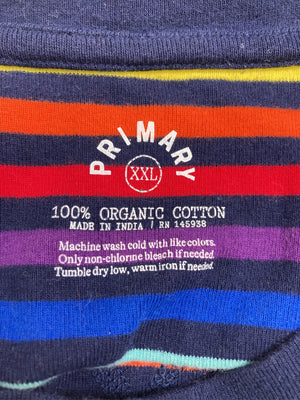 PRIMARY
XXL
100% ORGANIC COTTON
MADE IN INDIA / RN 145938
Machine wash cold with like colors.
Only non-chlorine bleach if needed
Tumble dry low, warm iron if needed